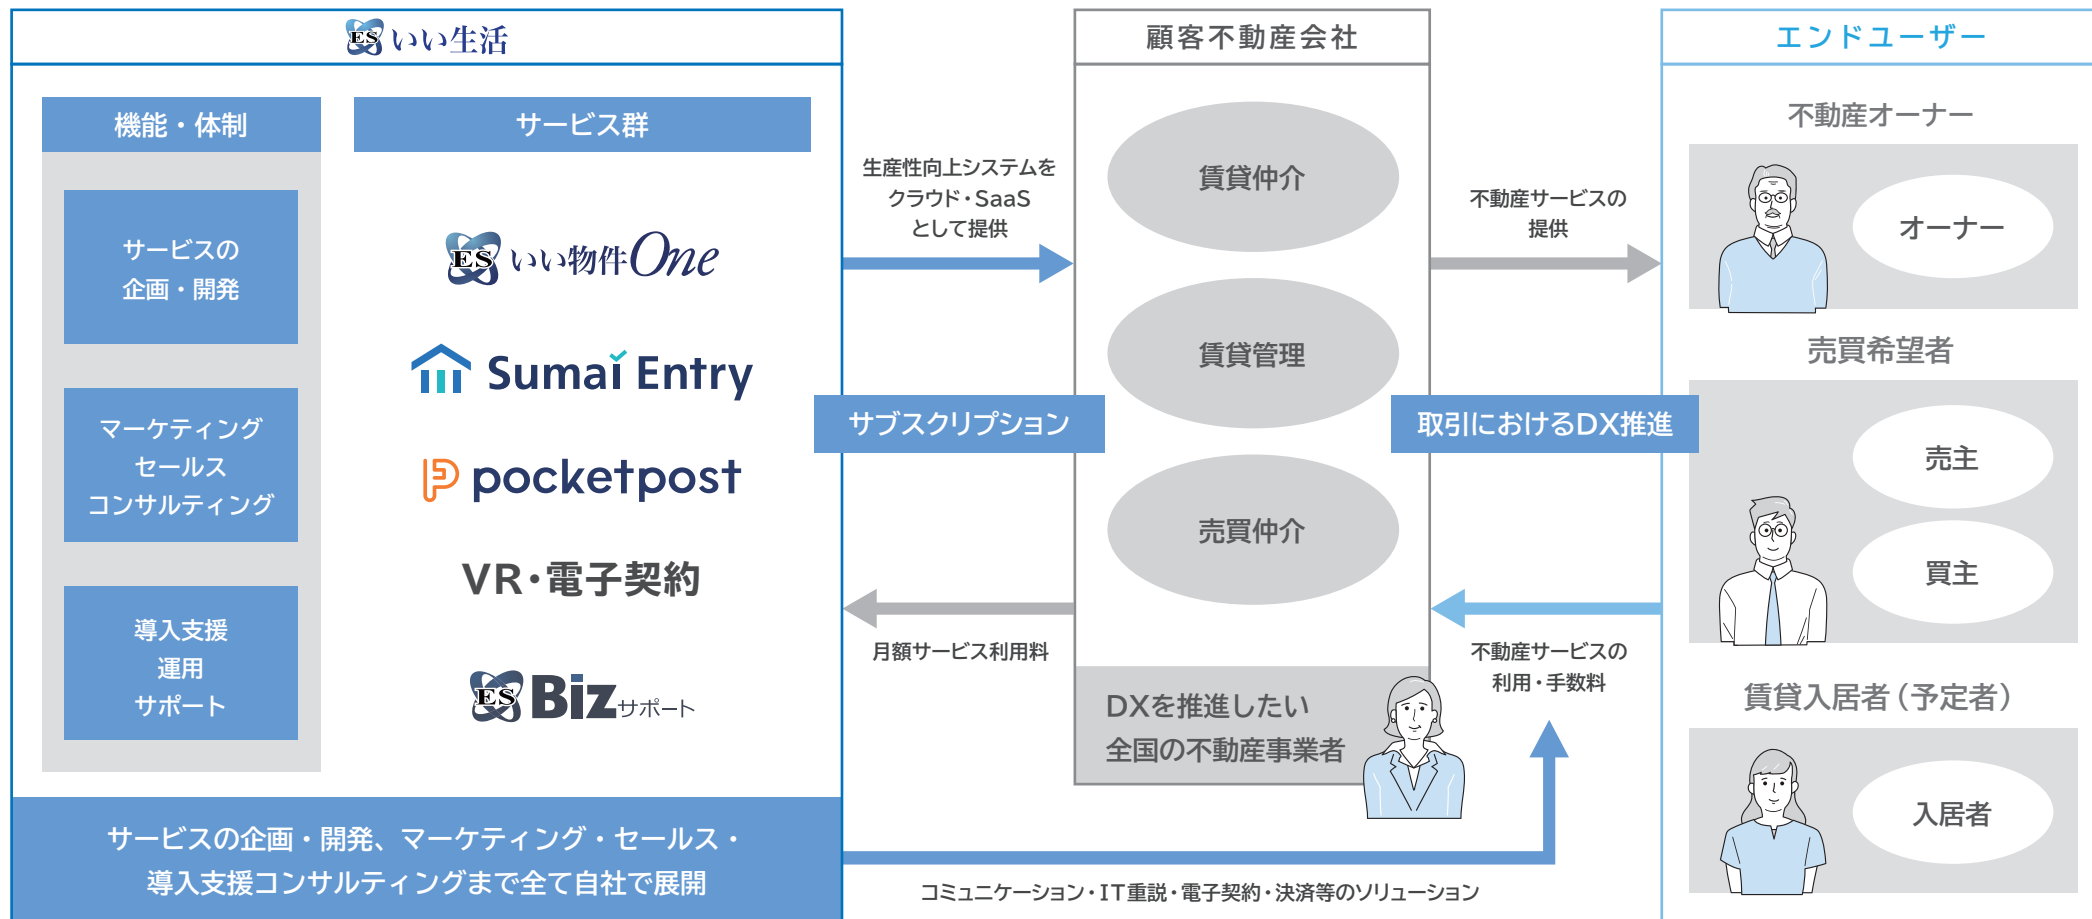 ES いい生活
機能・体制
サービスの
企画・開発
マーケティング
セールス
コンサルティング
導入支援
運用
サポート
サービス群
ES いい物件One
Sumai Entry
pocketpost
VR・電子契約
ES Bizサポート
サービスの企画・開発、マーケティング・セールス・
導入支援コンサルティングまで全て自社で展開
生産性向上システムを
クラウド・SaaS
として提供
サブスクリプション
月額サービス利用料
顧客不動産会社
賃貸仲介
賃貸管理
売買仲介
DXを推進したい
全国の不動産事業者
不動産サービスの
提供
取引におけるDX推進
不動産サービスの
利用・手数料
コミュニケーション・IT重説・電子契約・決済等のソリューション
エンドユーザー
不動産オーナー
オーナー
売買希望者
売主
買主
賃貸入居者（予定者）
入居者